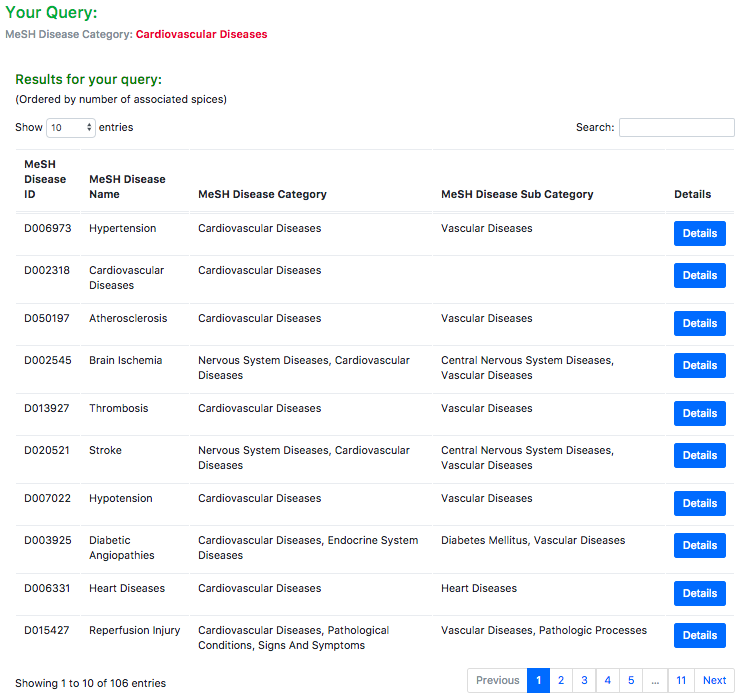 Your Query:
MeSH Disease Category: Cardiovascular Diseases
Results for your query:
(Ordered by number of associated spices)
Show 10 entries
Search:
MeSH Disease ID MeSH Disease Name MeSH Disease Category MeSH Disease Sub Category Details
D006973 Hypertension Cardiovascular Diseases Vascular Diseases Details
D002318 Cardiovascular Diseases Cardiovascular Diseases Details
D050197 Atherosclerosis Cardiovascular Diseases Vascular Diseases Details
D002545 Brain Ischemia Nervous System Diseases, Cardiovascular Diseases Central Nervous System Diseases, Vascular Diseases Details
D013927 Thrombosis Cardiovascular Diseases Vascular Diseases Details
D020521 Stroke Nervous System Diseases, Cardiovascular Diseases Central Nervous System Diseases, Vascular Diseases Details
D007022 Hypotension Cardiovascular Diseases Vascular Diseases Details
D003925 Diabetic Angiopathies Cardiovascular Diseases, Endocrine System Diseases Diabetes Mellitus, Vascular Diseases Details
D006331 Heart Diseases Cardiovascular Diseases Heart Diseases Details
D015427 Reperfusion Injury Cardiovascular Diseases, Pathological Conditions, Signs And Symptoms Vascular Diseases, Pathologic Processes Details
Showing 1 to 10 of 106 entries
Previous 1 2 3 4 5 ... 11 Next